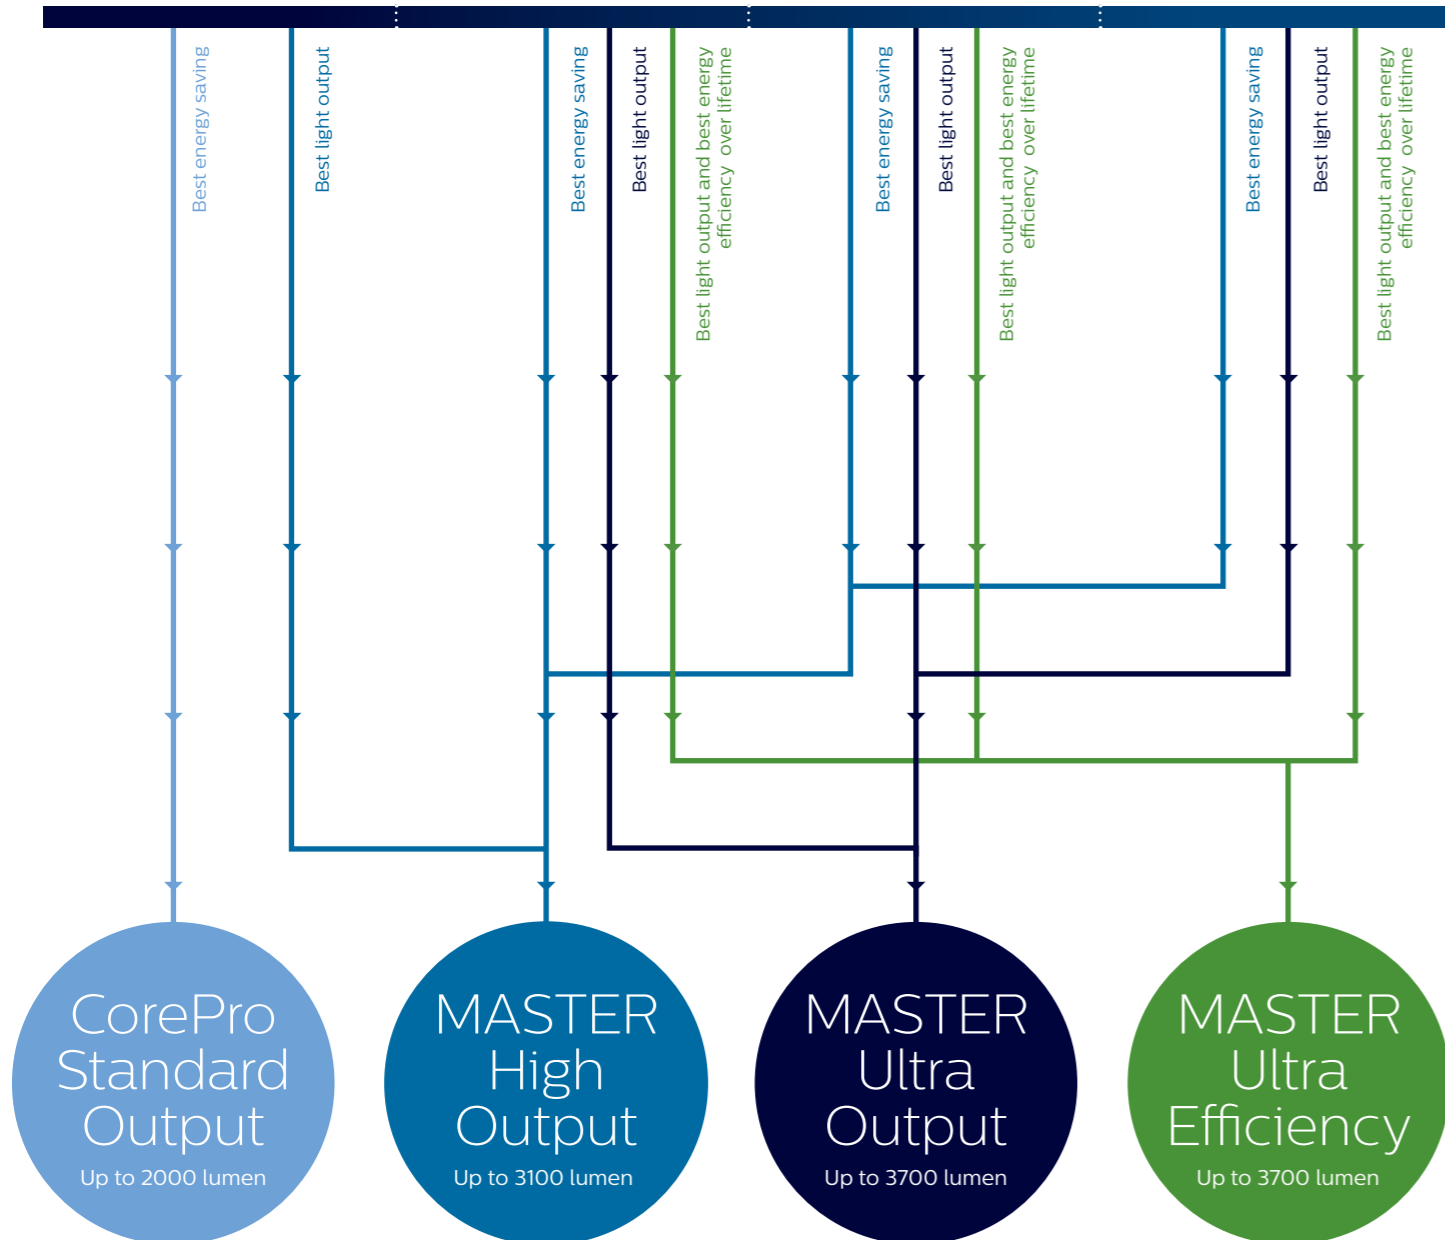 Best energy saving
Best light output
Best energy saving
Best light output
Best light output and best energy
efficiency over lifetime
Best energy saving
Best light output
Best light output and best energy
efficiency over lifetime
Best energy saving
Best light output
Best light output and best energy
efficiency over lifetime
CorePro
Standard
Output
Up to 2000 lumen
MASTER
High
Output
Up to 3100 lumen
MASTER
Ultra
Output
Up to 3700 lumen
MASTER
Ultra
Efficiency
Up to 3700 lumen